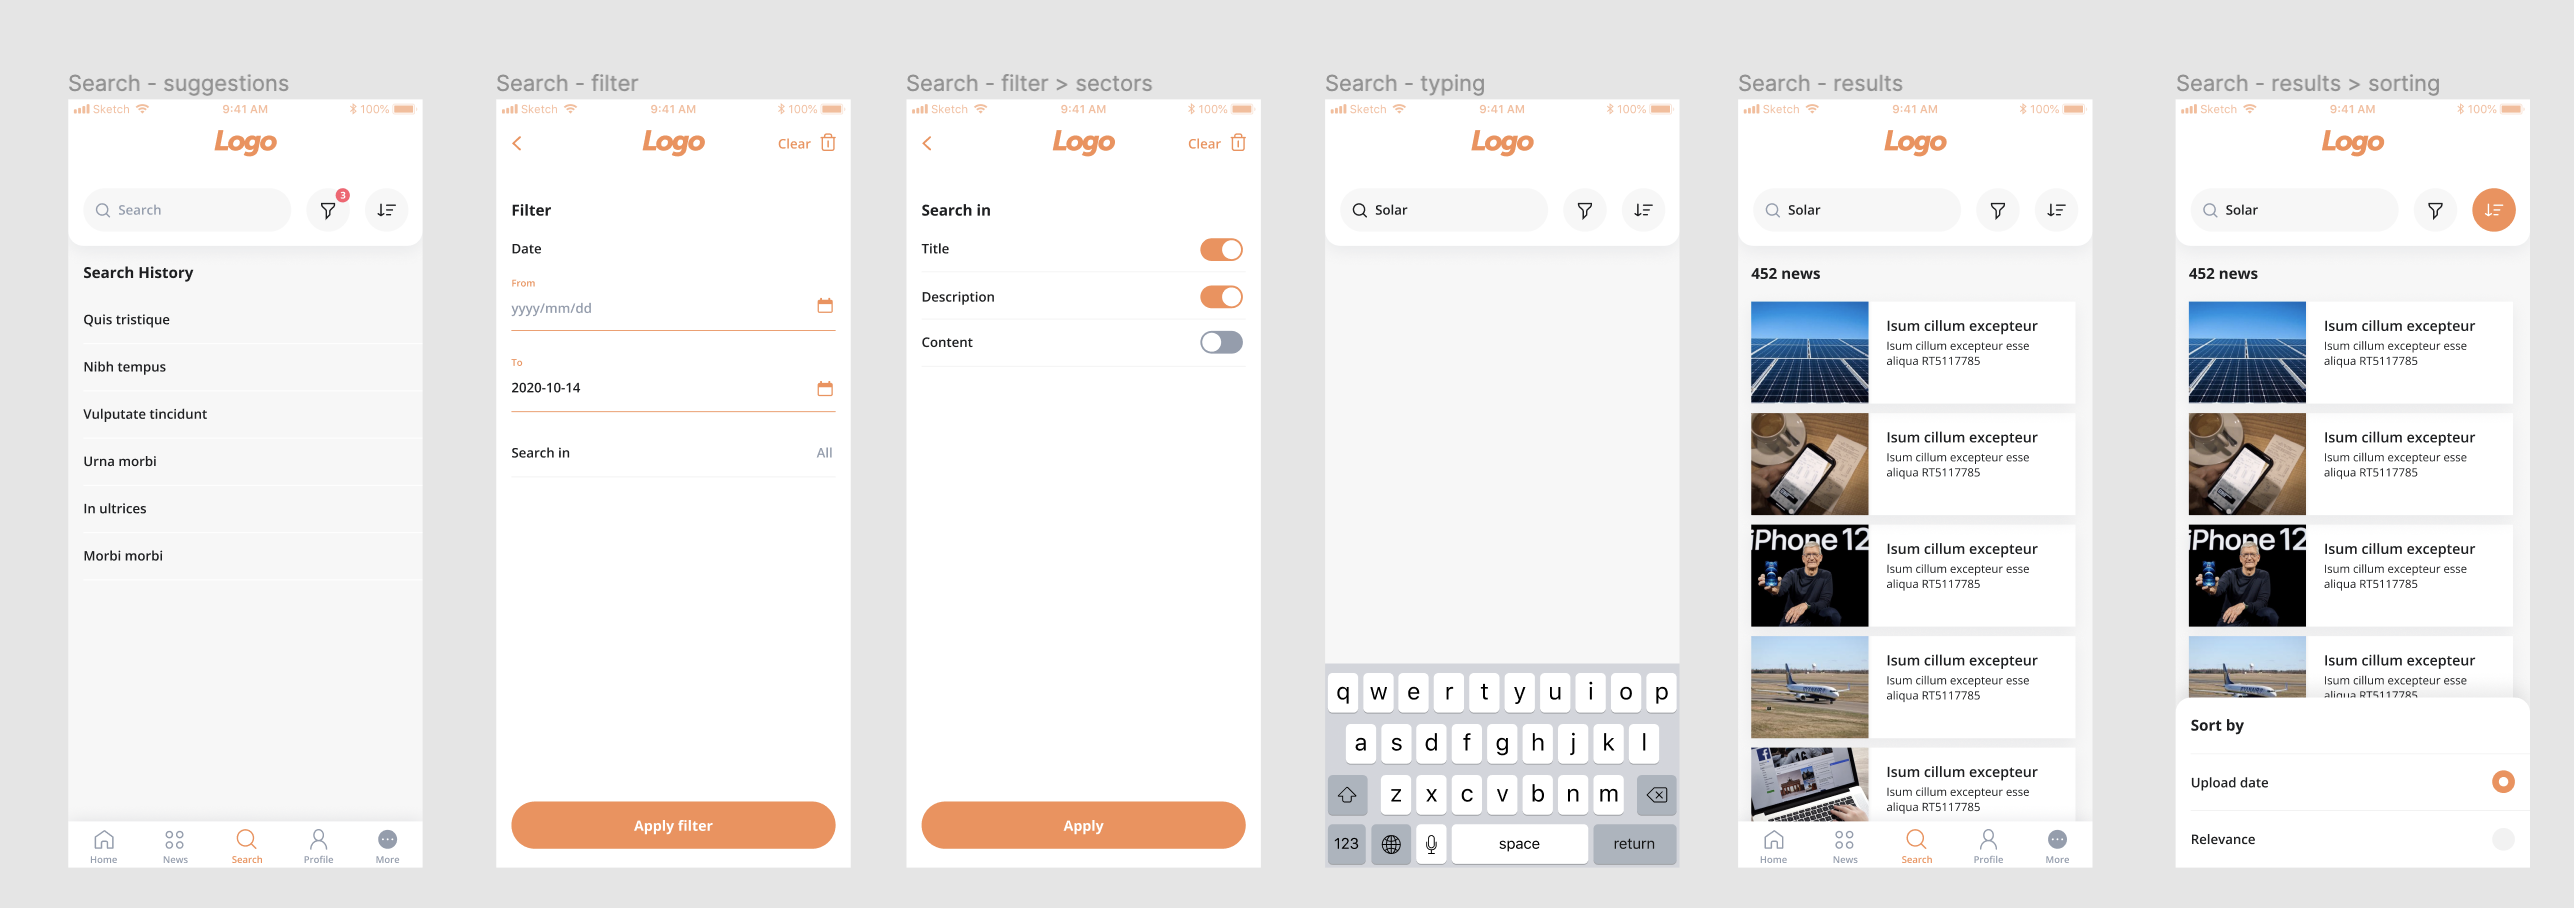 Search - suggestions
Sketch 9:41 AM 100%
Logo
Search
3
Search History
Quis tristique
Nibh tempus
Vulputate tincidunt
Urna morbi
In ultrices
Morbi morbi
Home News Search Profile More
Search - filter
Sketch 9:41 AM 100%
Logo
Clear
Filter
Date
From
yyyy/mm/dd
To
2020-10-14
Search in All
Apply filter
Search - filter > sectors
Sketch 9:41 AM 100%
Logo
Clear
Search in
Title
Description
Content
Apply
Search - typing
Sketch 9:41 AM 100%
Logo
Solar
q w e r t y u i o p
a s d f g h j k l
z x c v b n m
123 space return
Search - results
Sketch 9:41 AM 100%
Logo
Solar
452 news
Isum cillum excepteur
Isum cillum excepteur esse
aliqua RT5117785
Isum cillum excepteur
Isum cillum excepteur esse
aliqua RT5117785
iPhone 12
Isum cillum excepteur
Isum cillum excepteur esse
aliqua RT5117785
Isum cillum excepteur
Isum cillum excepteur esse
aliqua RT5117785
Isum cillum excepteur
Isum cillum excepteur esse
aliqua RT5117785
Home News Search Profile More
Search - results > sorting
Sketch 9:41 AM 100%
Logo
Solar
452 news
Isum cillum excepteur
Isum cillum excepteur esse
aliqua RT5117785
Isum cillum excepteur
Isum cillum excepteur esse
aliqua RT5117785
iPhone 12
Isum cillum excepteur
Isum cillum excepteur esse
aliqua RT5117785
Isum cillum excepteur
Isum cillum excepteur esse
aliqua RT5117785
Sort by
Upload date
Relevance